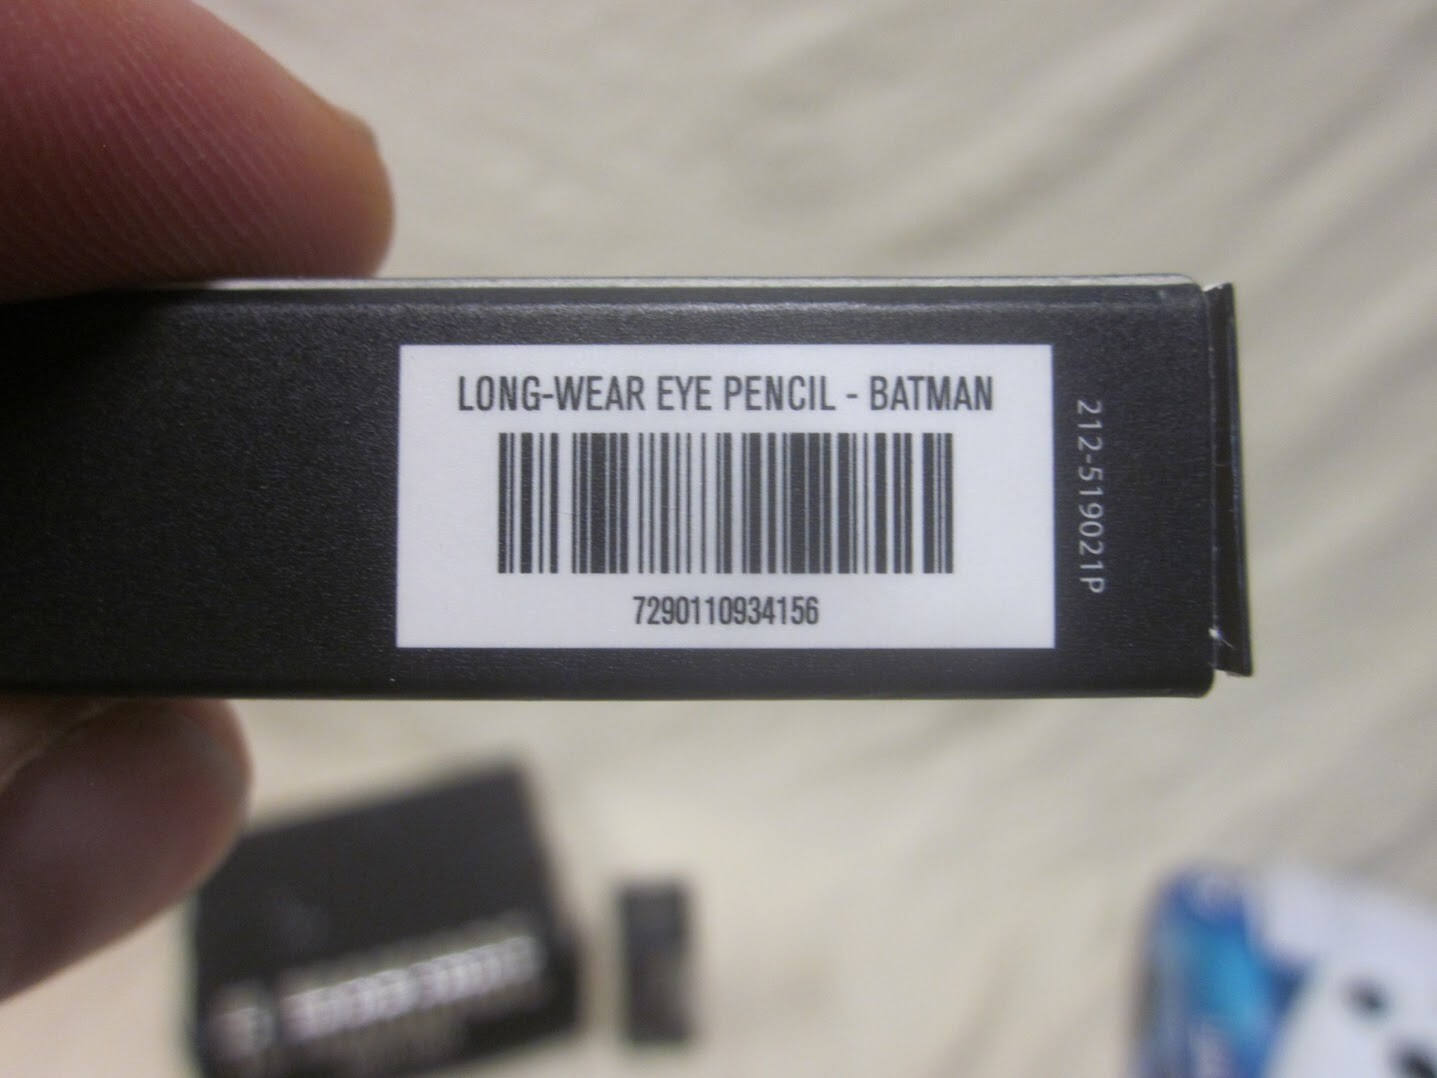 LONG-WEAR EYE PENCIL - BATMAN
7290110934156
212-519021P